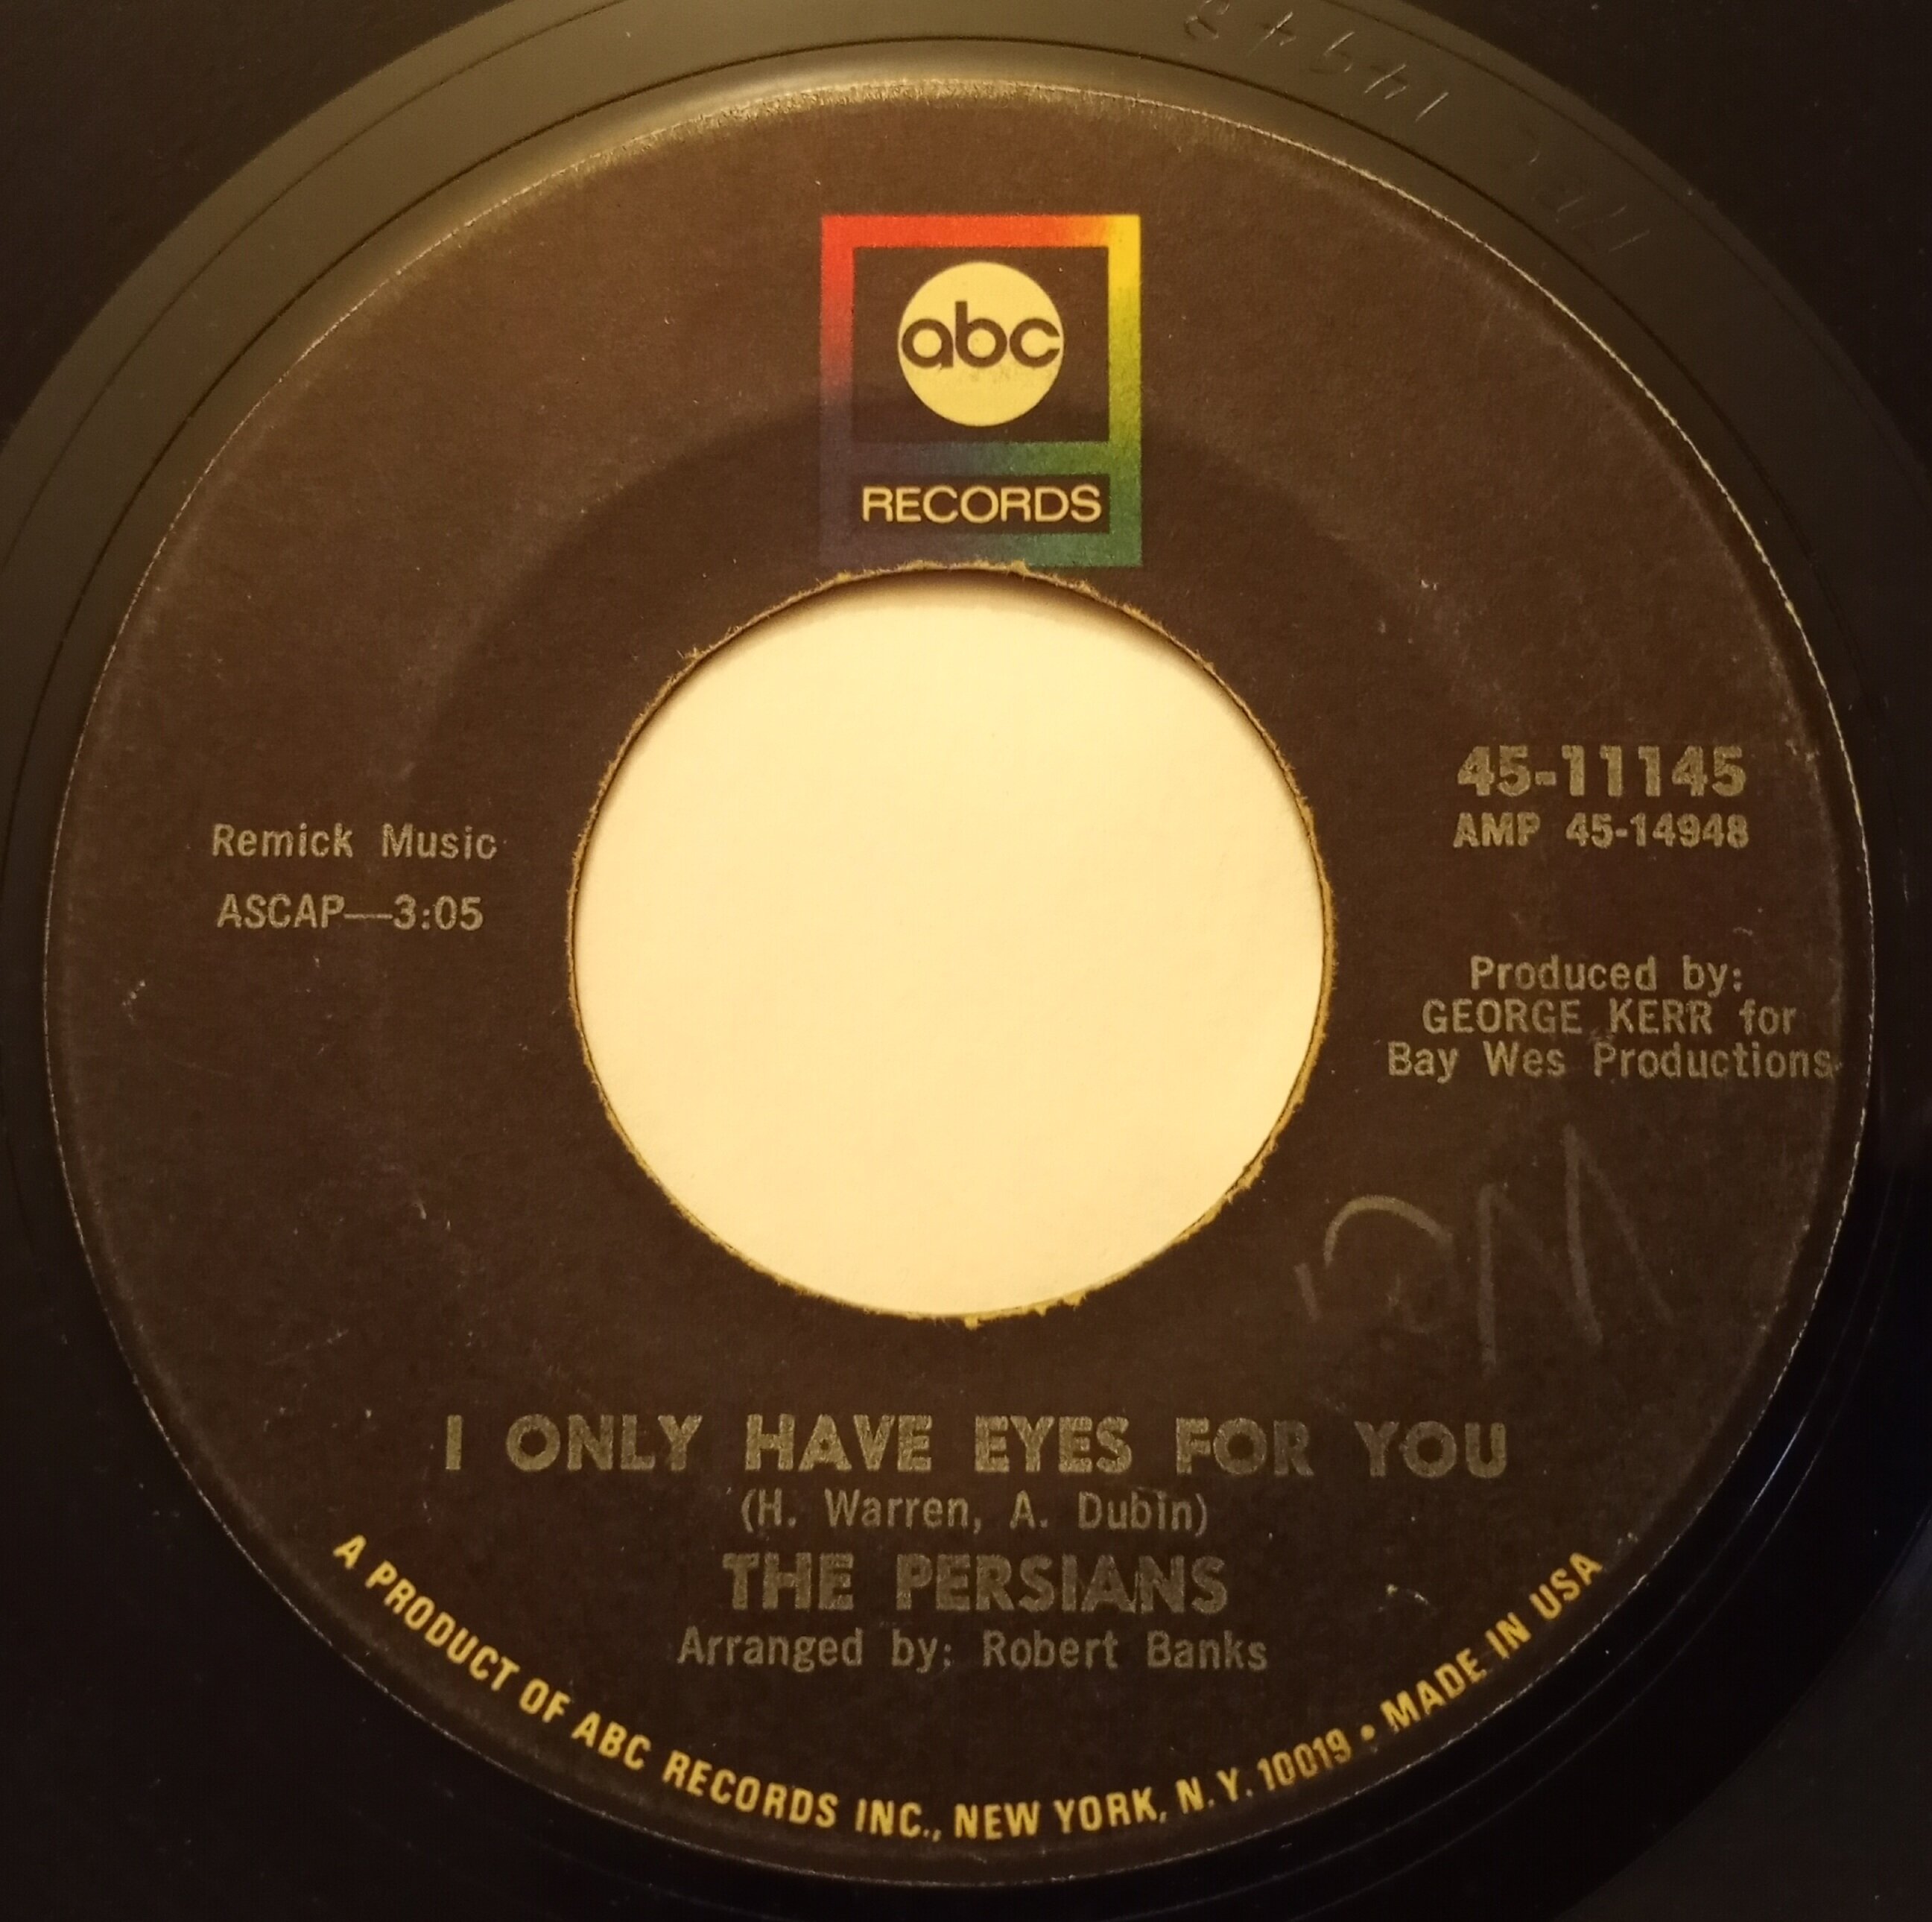 abc
RECORDS
45-11145
AMP 45-14948
Remick Music
ASCAP—3:05
Produced by:
GEORGE KERR for
Bay Wes Productions
I ONLY HAVE EYES FOR YOU
(H. Warren, A. Dubin)
THE PERSIANS
Arranged by: Robert Banks
A PRODUCT OF ABC RECORDS INC., NEW YORK, N.Y. 10019 • MADE IN USA